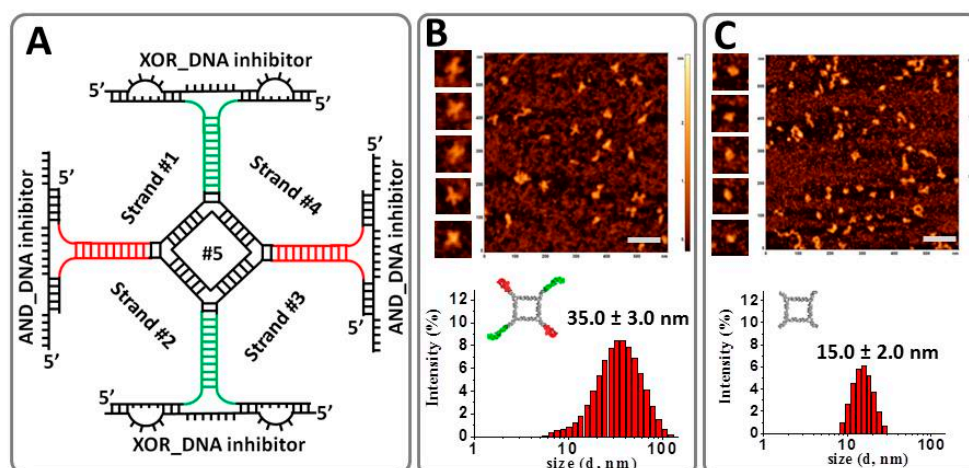 A
XOR_DNA inhibitor
5’
5’
5’
5’
AND_DNA inhibitor
AND_DNA inhibitor
Strand #1
Strand #4
#5
Strand #2
Strand #3
5’
5’
5’
5’
XOR_DNA inhibitor
B
35.0 ± 3.0 nm
Intensity (%)
12
10
8
6
4
2
0
1
10
100
size (d, nm)
C
15.0 ± 2.0 nm
Intensity (%)
12
10
8
6
4
2
0
1
10
100
size (d, nm)